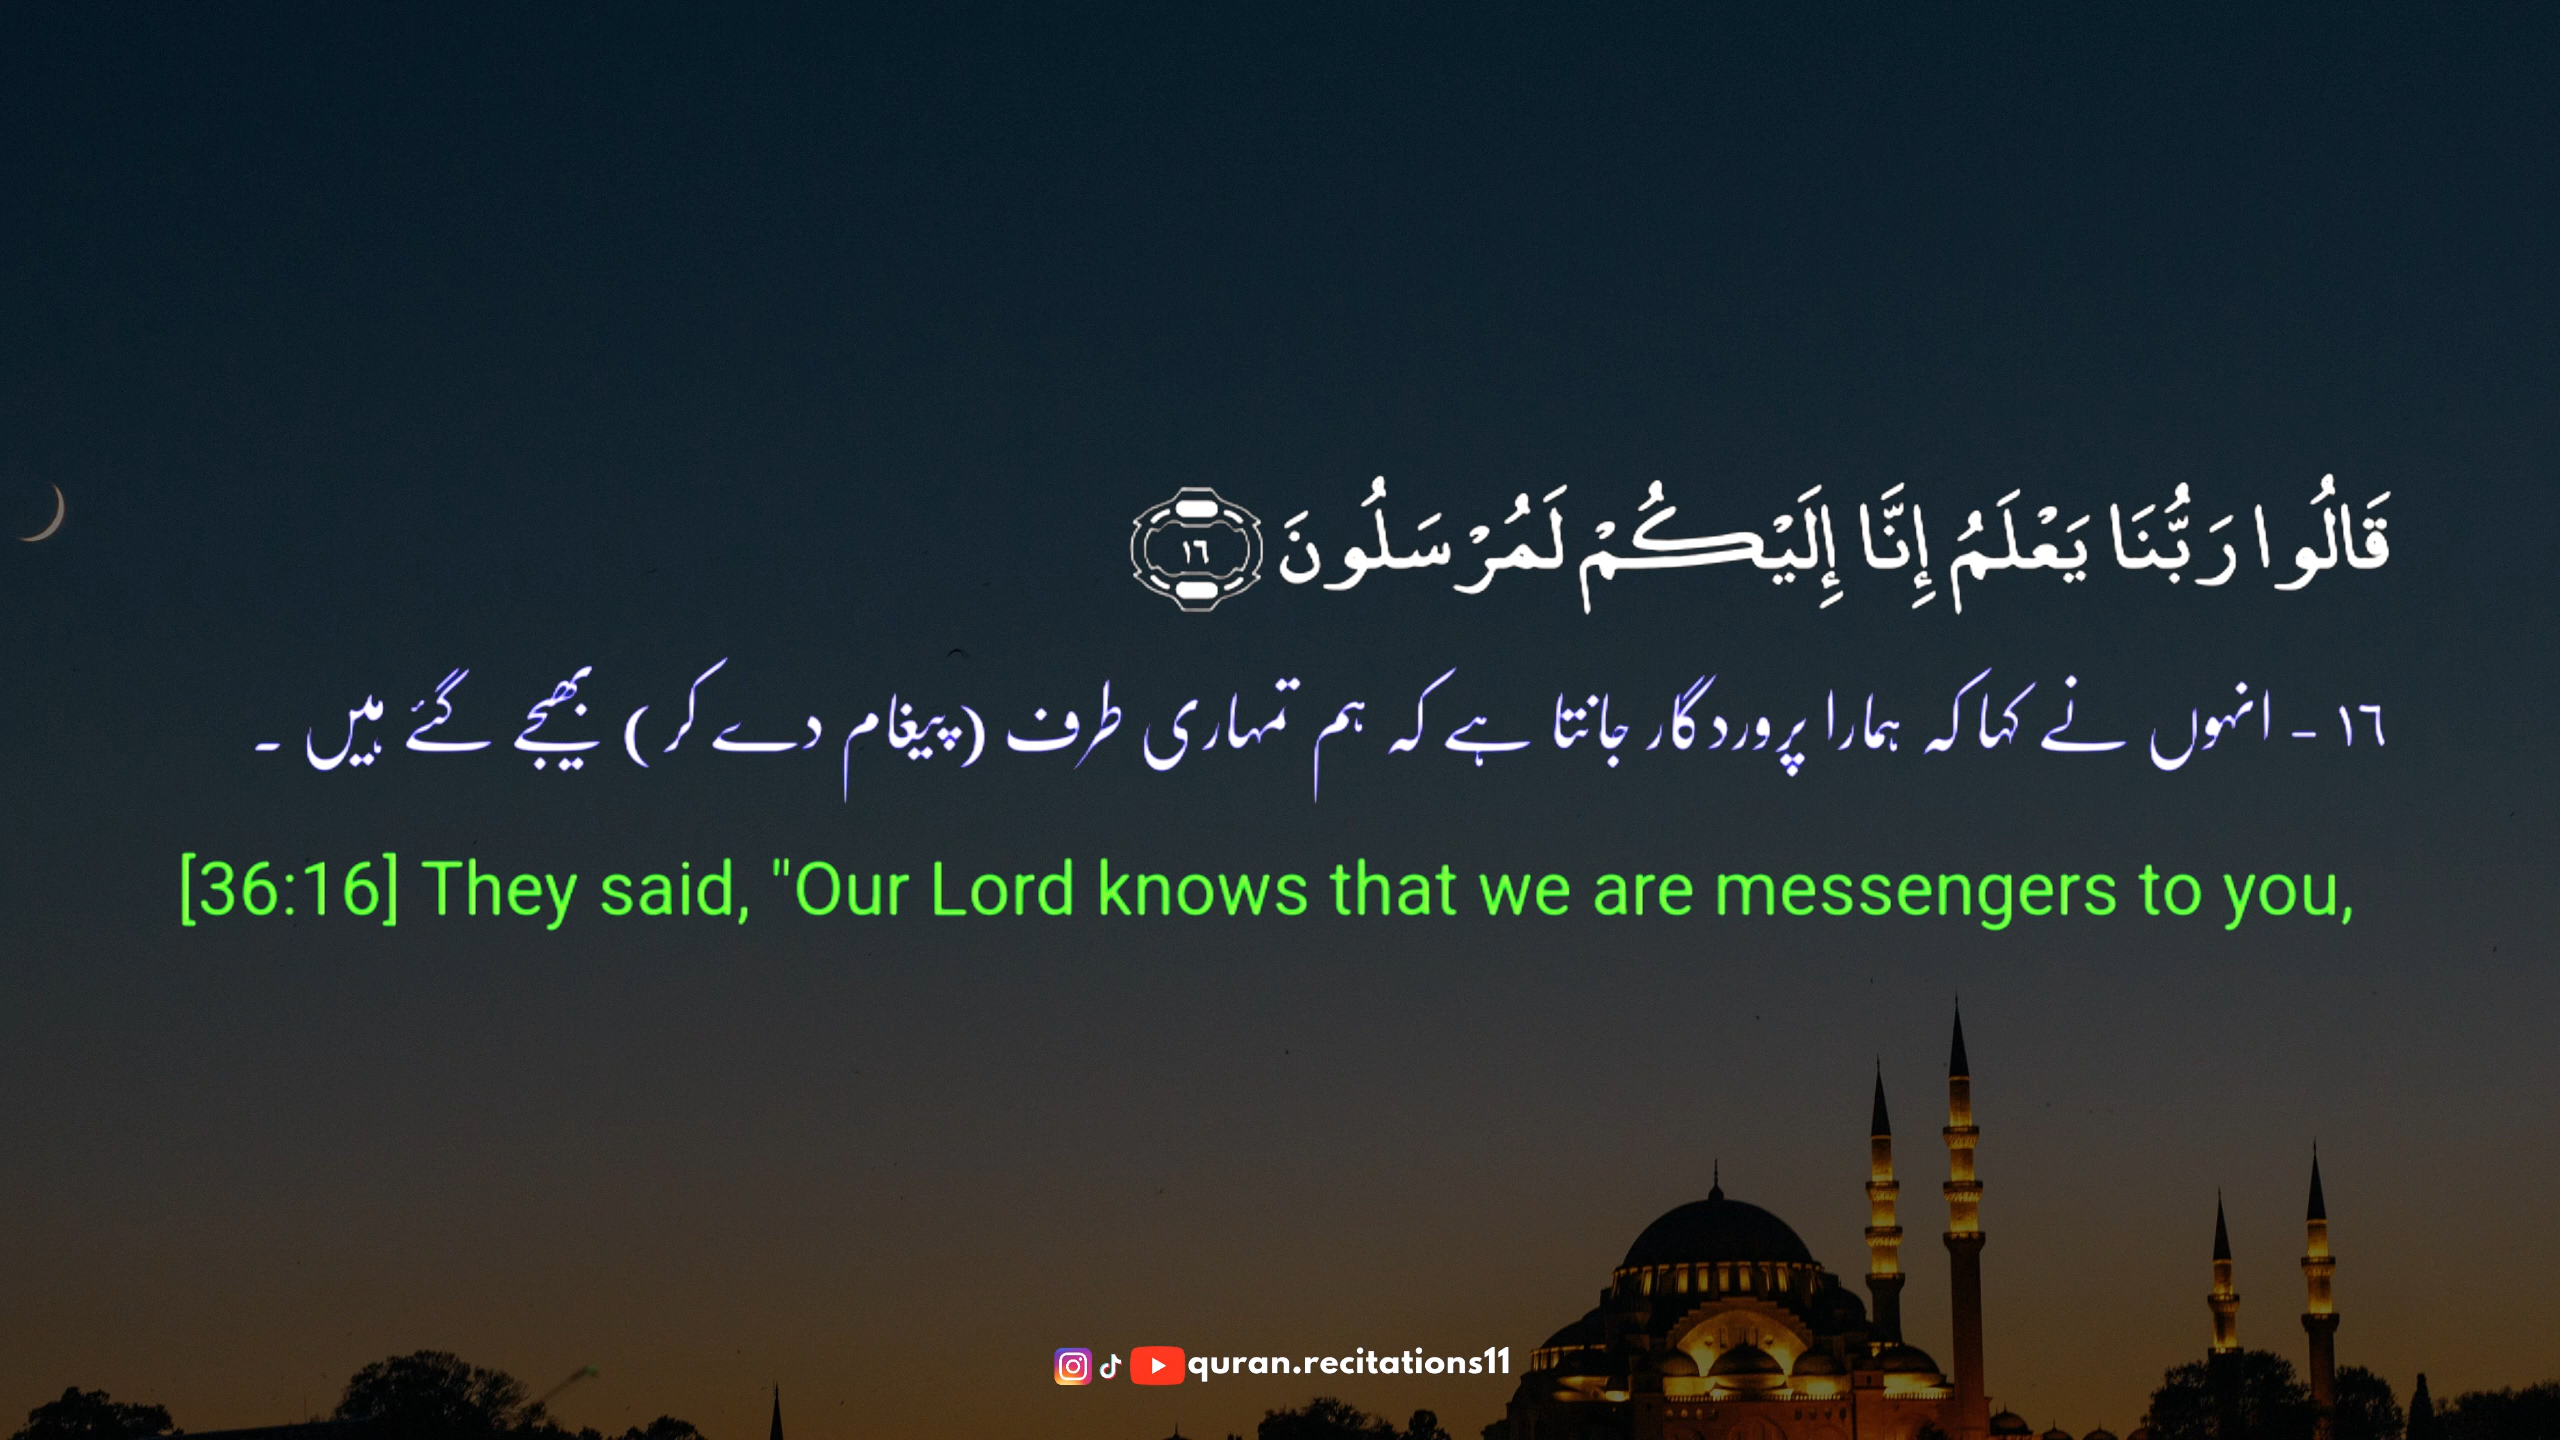 قَالُوا رَبُّنَا يَعْلَمُ إِنَّا إِلَيْكُمْ لَمُرْسَلُونَ ١٦
١٦ - انہوں نے کہا کہ ہمارا پروردگار جانتا ہے کہ ہم تمہاری طرف (پیغام دے کر) بھیجے گئے ہیں ۔
[36:16] They said, "Our Lord knows that we are messengers to you,
quran.recitations11